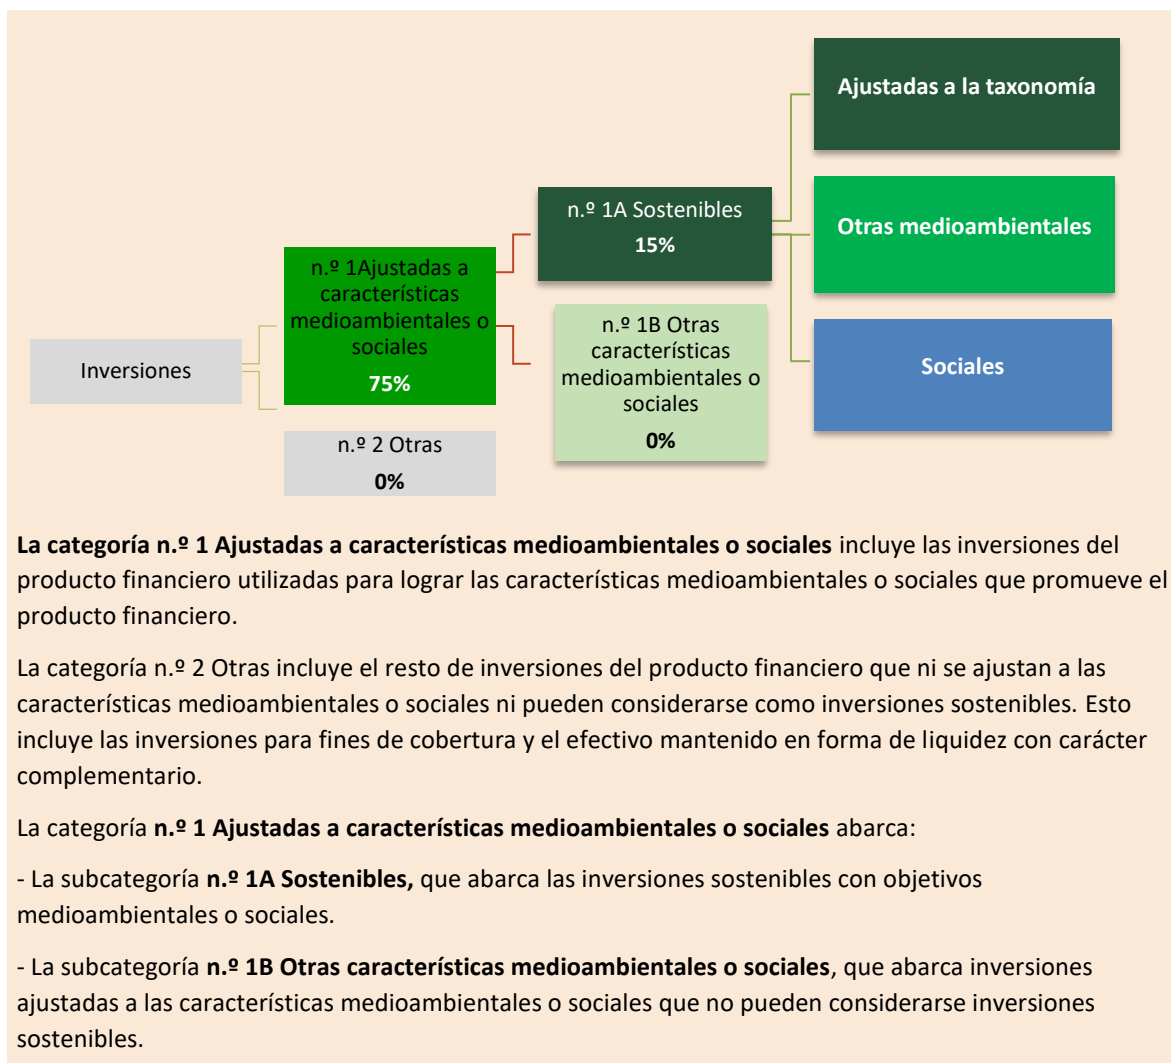 Ajustadas a la taxonomía
n.º 1A Sostenibles
15%
Otras medioambientales
n.º 1Ajustadas a
características
medioambientales o
sociales
75%
n.º 1B Otras
características
medioambientales o
sociales
0%
Inversiones
Sociales
n.º 2 Otras
0%
La categoría n.º 1 Ajustadas a características medioambientales o sociales incluye las inversiones del
producto financiero utilizadas para lograr las características medioambientales o sociales que promueve el
producto financiero.
La categoría n.º 2 Otras incluye el resto de inversiones del producto financiero que ni se ajustan a las
características medioambientales o sociales ni pueden considerarse como inversiones sostenibles. Esto
incluye las inversiones para fines de cobertura y el efectivo mantenido en forma de liquidez con carácter
complementario.
La categoría n.º 1 Ajustadas a características medioambientales o sociales abarca:
- La subcategoría n.º 1A Sostenibles, que abarca las inversiones sostenibles con objetivos
medioambientales o sociales.
- La subcategoría n.º 1B Otras características medioambientales o sociales, que abarca inversiones
ajustadas a las características medioambientales o sociales que no pueden considerarse inversiones
sostenibles.